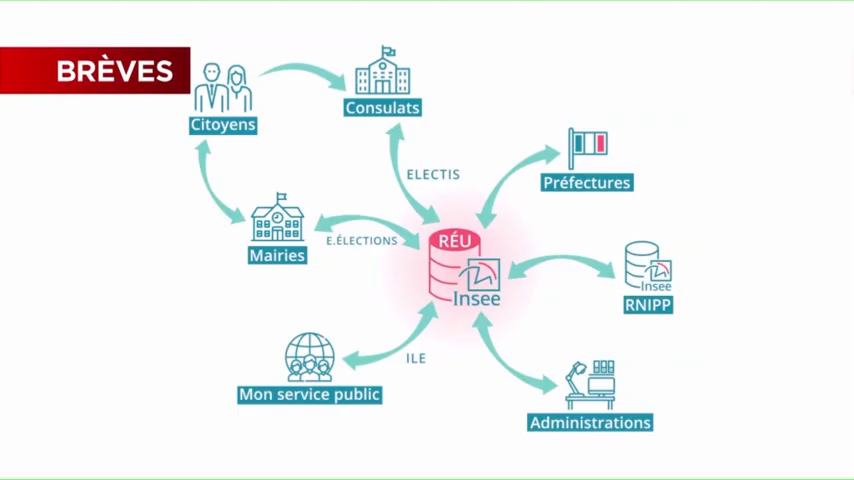 BRÈVES
Citoyens
Consulats
ELECTIS
Préfectures
Mairies
E.ÉLECTIONS
RÉU
Insee
Insee
RNIPP
ILE
Mon service public
Administrations